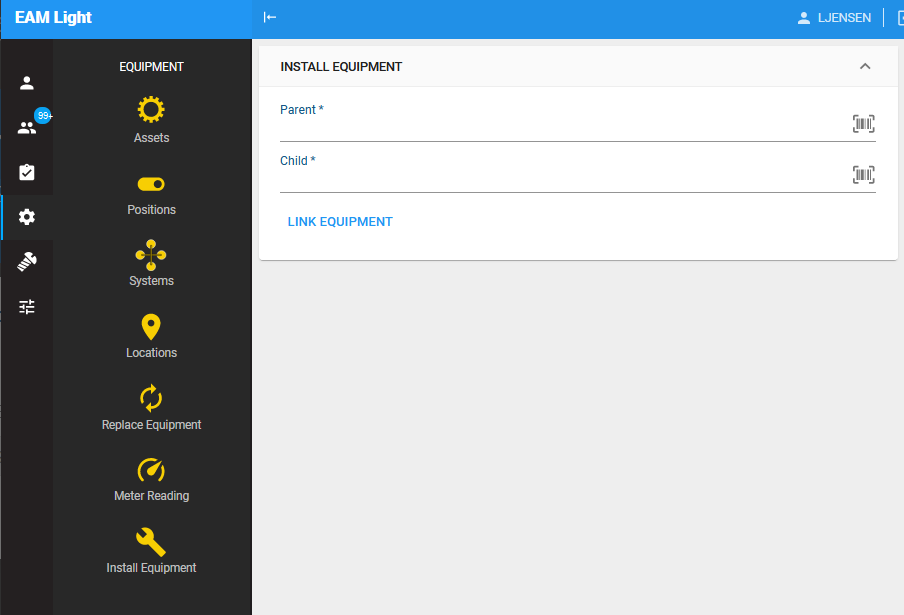 EAM Light
LJENSEN
99+
EQUIPMENT
Assets
Positions
Systems
Locations
Replace Equipment
Meter Reading
Install Equipment
INSTALL EQUIPMENT
Parent *
Child *
LINK EQUIPMENT